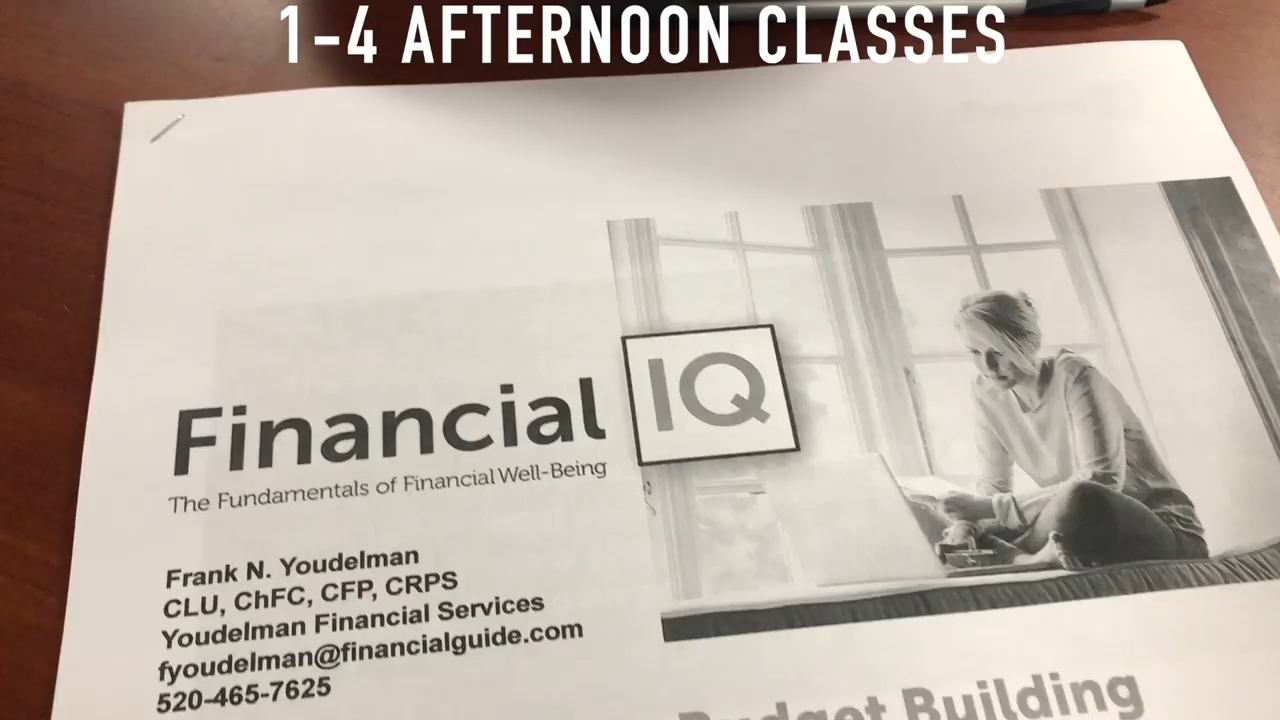 1-4 AFTERNOON CLASSES
Financial IQ
The Fundamentals of Financial Well-Being
Frank N. Youdelman
CLU, ChFC, CFP, CRPS
Youdelman Financial Services
fyoudelman@financialguide.com
520-465-7625
Budget Building